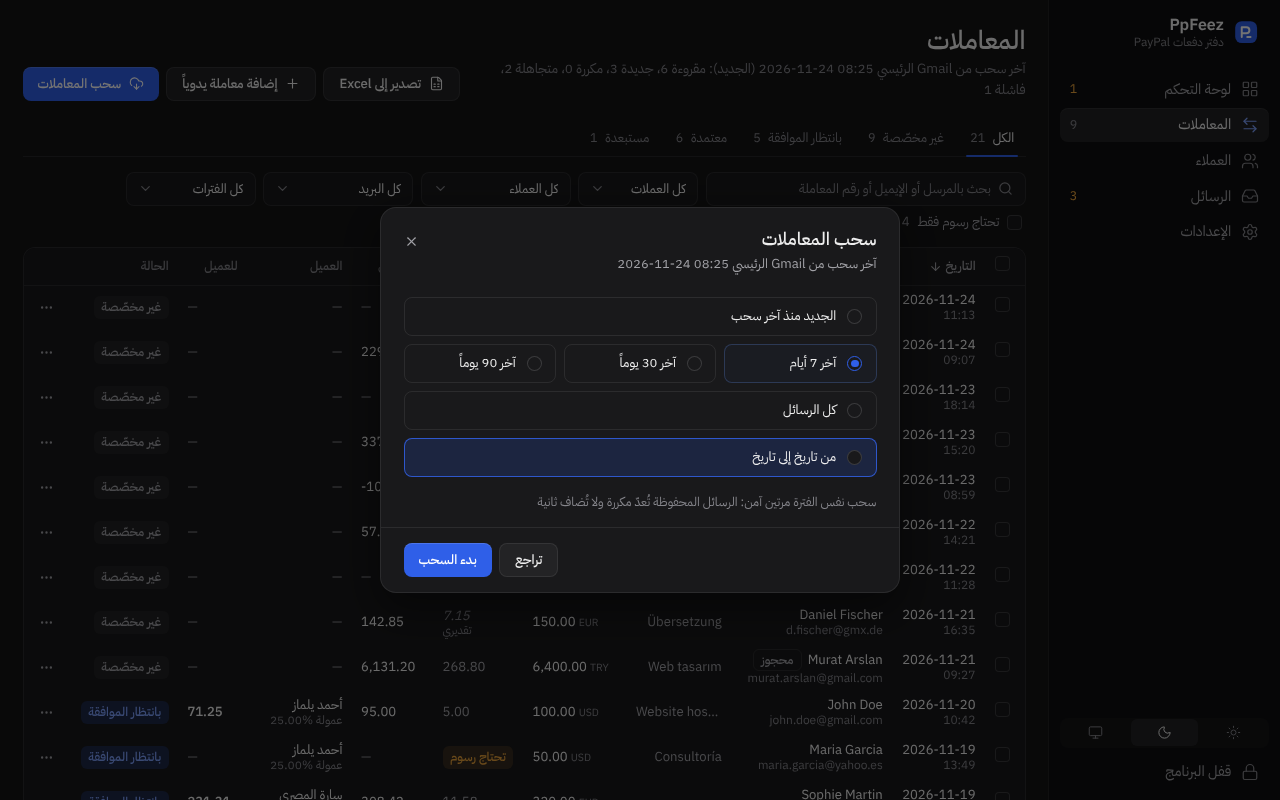 PpFeez
دفتر دفعات PayPal
لوحة التحكم 1
المعاملات 9
العملاء
الرسائل 3
الإعدادات
قفل البرنامج
المعاملات
آخر سحب من Gmail الرئيسي 08:25 24-11-2026 (الجديد): مقروءة 6، جديدة 3، مكررة 0، متجاهلة 2،
فاشلة 1
تصدير إلى Excel
إضافة معاملة يدوياً
سحب المعاملات
الكل 21
غير مخصّصة 9
بانتظار الموافقة 5
معتمدة 6
مستبعدة 1
بحث بالمرسل أو الإيميل أو رقم المعاملة
كل العملات
كل العملاء
كل البريد
كل الفترات
تحتاج رسوم فقط 4
التاريخ
العميل
للعميل
الحالة
سحب المعاملات
آخر سحب من Gmail الرئيسي 08:25 24-11-2026
الجديد منذ آخر سحب
آخر 7 أيام
آخر 30 يوماً
آخر 90 يوماً
كل الرسائل
من تاريخ إلى تاريخ
سحب نفس الفترة مرتين آمن: الرسائل المحفوظة تُعدّ مكررة ولا تُضاف ثانية
تراجع
بدء السحب
2026-11-24
11:13
— — — غير مخصّصة
2026-11-24
09:07
— — غير مخصّصة
2026-11-23
18:14
— — — غير مخصّصة
2026-11-23
15:20
— — غير مخصّصة
2026-11-23
08:59
— — غير مخصّصة
2026-11-22
14:21
— — غير مخصّصة
2026-11-22
11:28
— — — غير مخصّصة
2026-11-21
16:35
Daniel Fischer
d.fischer@gmx.de
Übersetzung
150.00 EUR
7.15
تقديري
142.85
— — غير مخصّصة
2026-11-21
09:27
Murat Arslan محجوز
murat.arslan@gmail.com
Web tasarım
6,400.00 TRY
268.80
6,131.20
— — غير مخصّصة
2026-11-20
10:42
John Doe
john.doe@gmail.com
Website hos...
100.00 USD
5.00
95.00
أحمد يلماز
عمولة 25.00%
71.25
بانتظار الموافقة
2026-11-19
13:49
Maria Garcia
maria.garcia@yahoo.es
Consultoría
50.00 USD
تحتاج رسوم
—
أحمد يلماز
عمولة 25.00%
—
بانتظار الموافقة
2026-11-19
Sophie Martin
سارة المصري